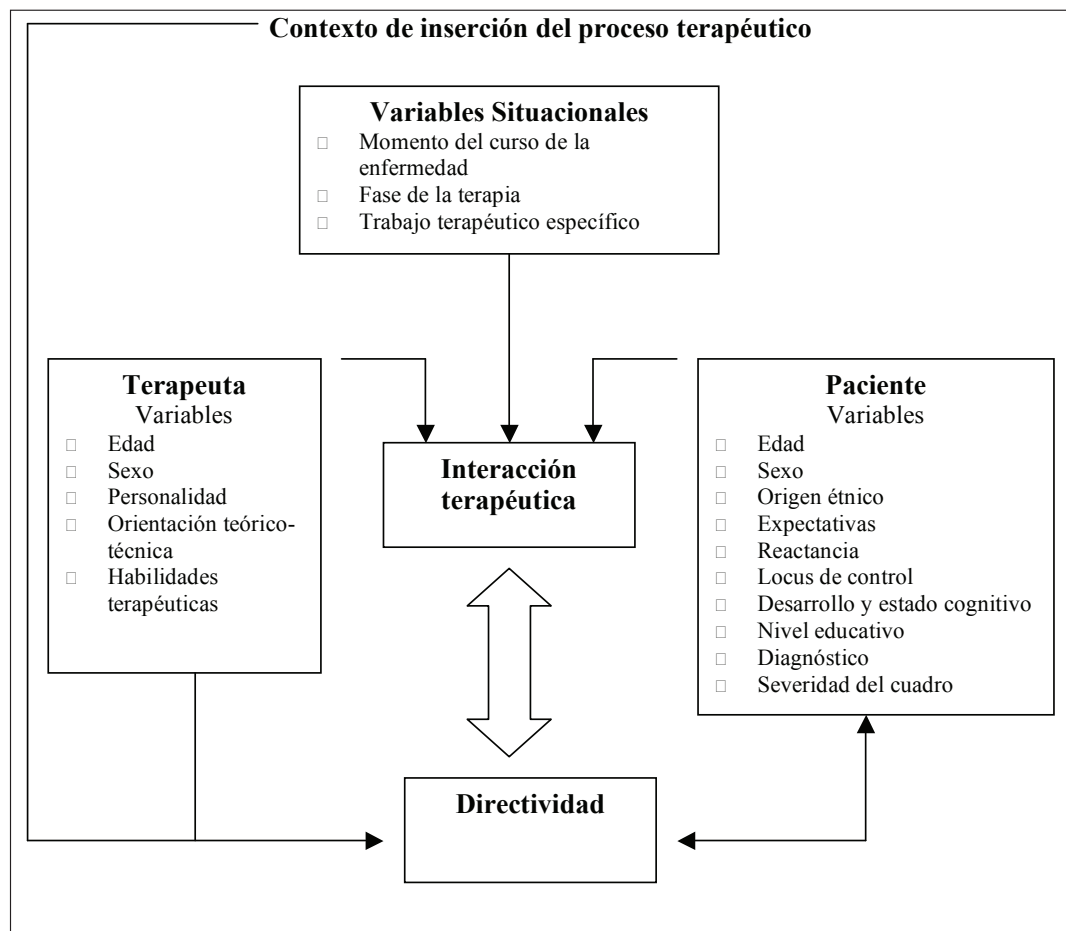 Contexto de inserción del proceso terapéutico
Variables Situacionales
Momento del curso de la
enfermedad
Fase de la terapia
Trabajo terapéutico específico
Terapeuta
Variables
Edad
Sexo
Personalidad
Orientación teórico-
técnica
Habilidades
terapéuticas
Interacción
terapéutica
Paciente
Variables
Edad
Sexo
Origen étnico
Expectativas
Reactancia
Locus de control
Desarrollo y estado cognitivo
Nivel educativo
Diagnóstico
Severidad del cuadro
Directividad